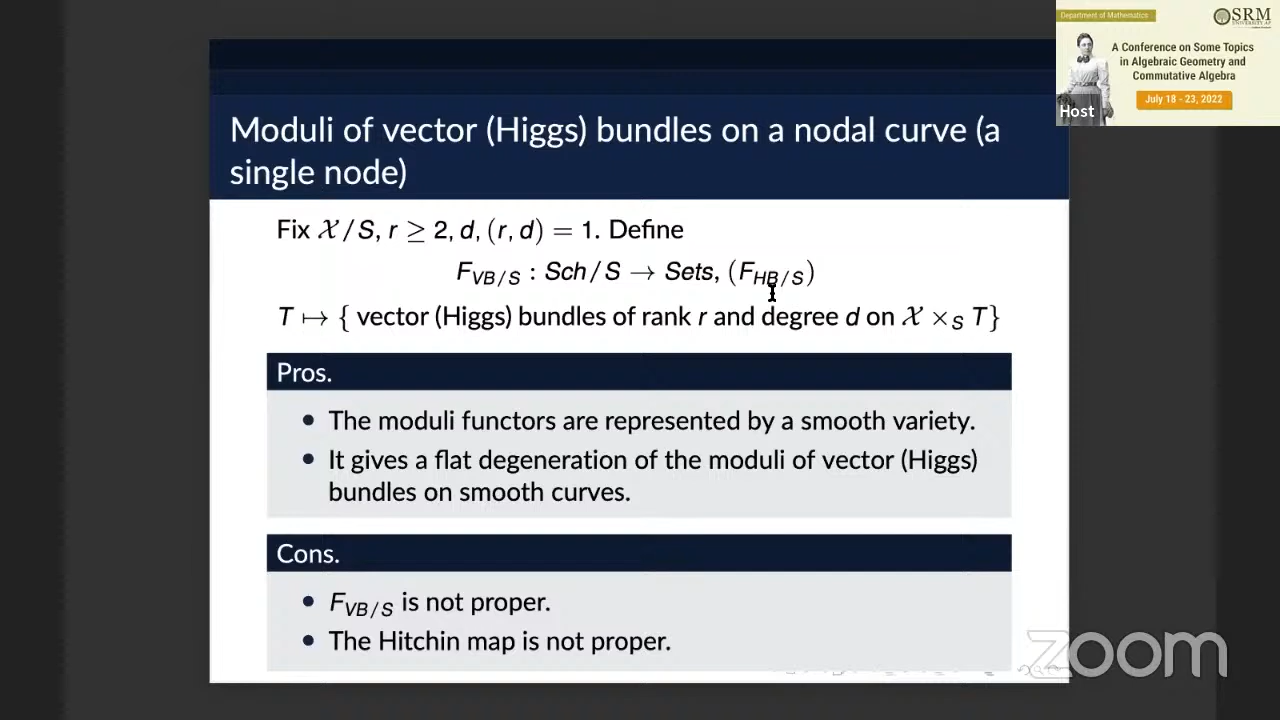 Department of Mathematics
SRM
A Conference on Some Topics
in Algebraic Geometry and
Commutative Algebra
July 18 - 23, 2022
Host
Moduli of vector (Higgs) bundles on a nodal curve (a
single node)
Fix 𝒳/S, r ≥ 2, d, (r, d) = 1. Define
F_{VB/S} : Sch/S → Sets, (F_{HB/S})
T ↦ { vector (Higgs) bundles of rank r and degree d on 𝒳 ×_S T}
Pros.
• The moduli functors are represented by a smooth variety.
• It gives a flat degeneration of the moduli of vector (Higgs)
bundles on smooth curves.
Cons.
• F_{VB/S} is not proper.
• The Hitchin map is not proper.
zoom